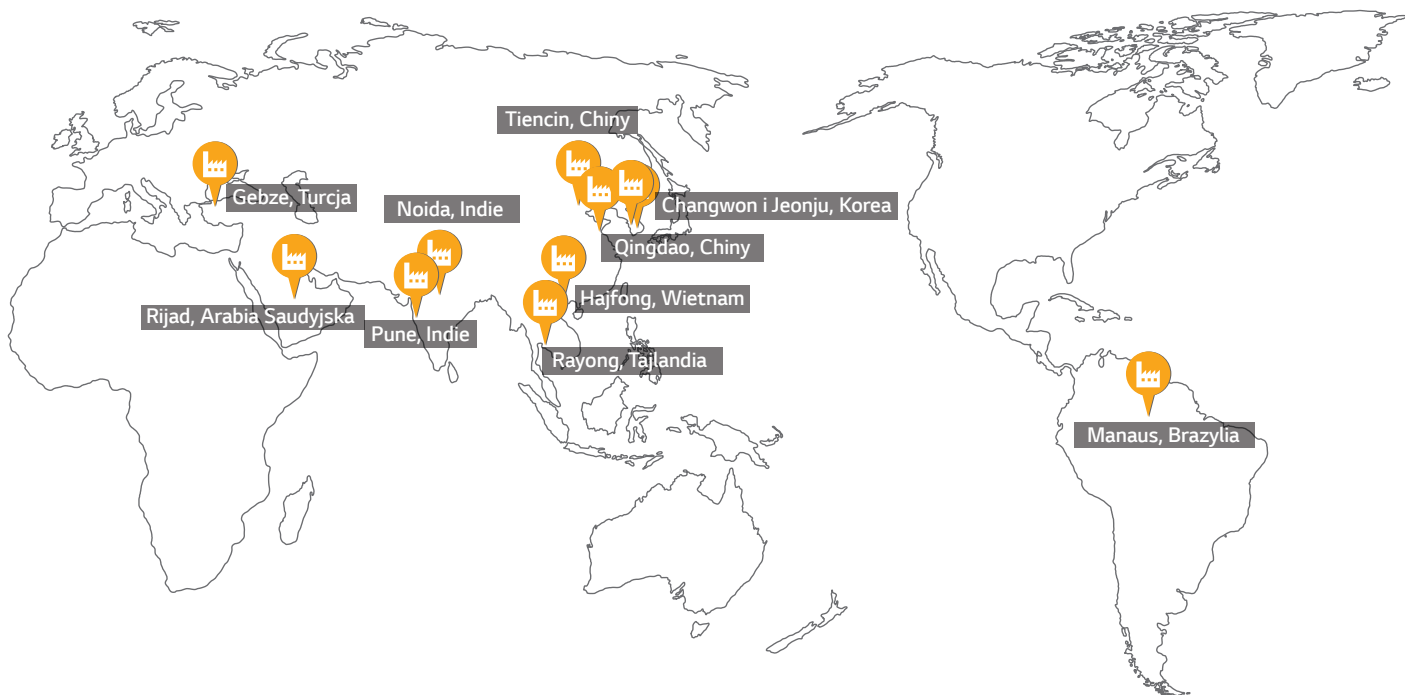 Tiencin, Chiny
Gebze, Turcja
Noida, Indie
Changwon i Jeonju, Korea
Qingdao, Chiny
Hajfong, Wietnam
Rijad, Arabia Saudyjska
Pune, Indie
Rayong, Tajlandia
Manaus, Brazylia